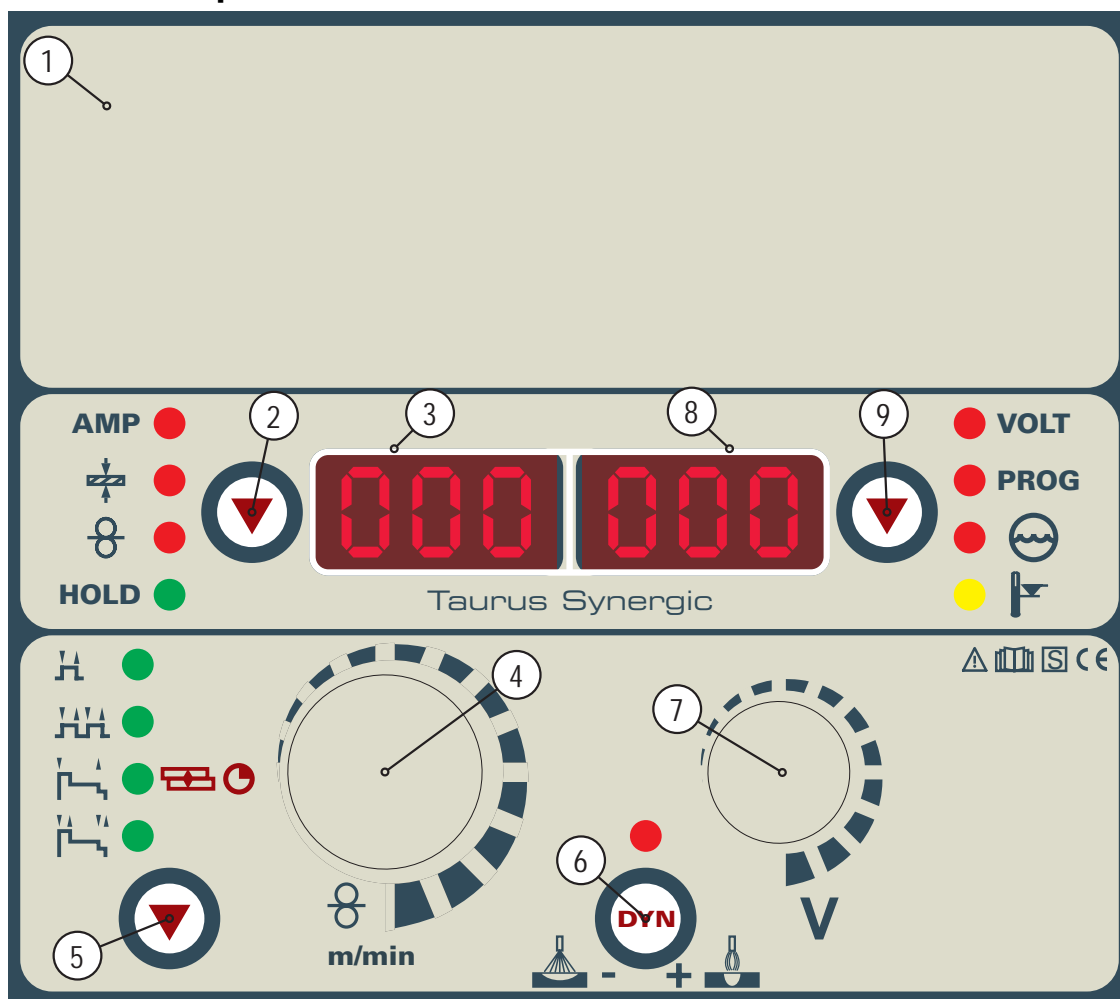 1
2
3
8
9
AMP
VOLT
PROG
HOLD
000 000
Taurus Synergic
S CE
4
7
6
DYN
5
m/min
- +
V